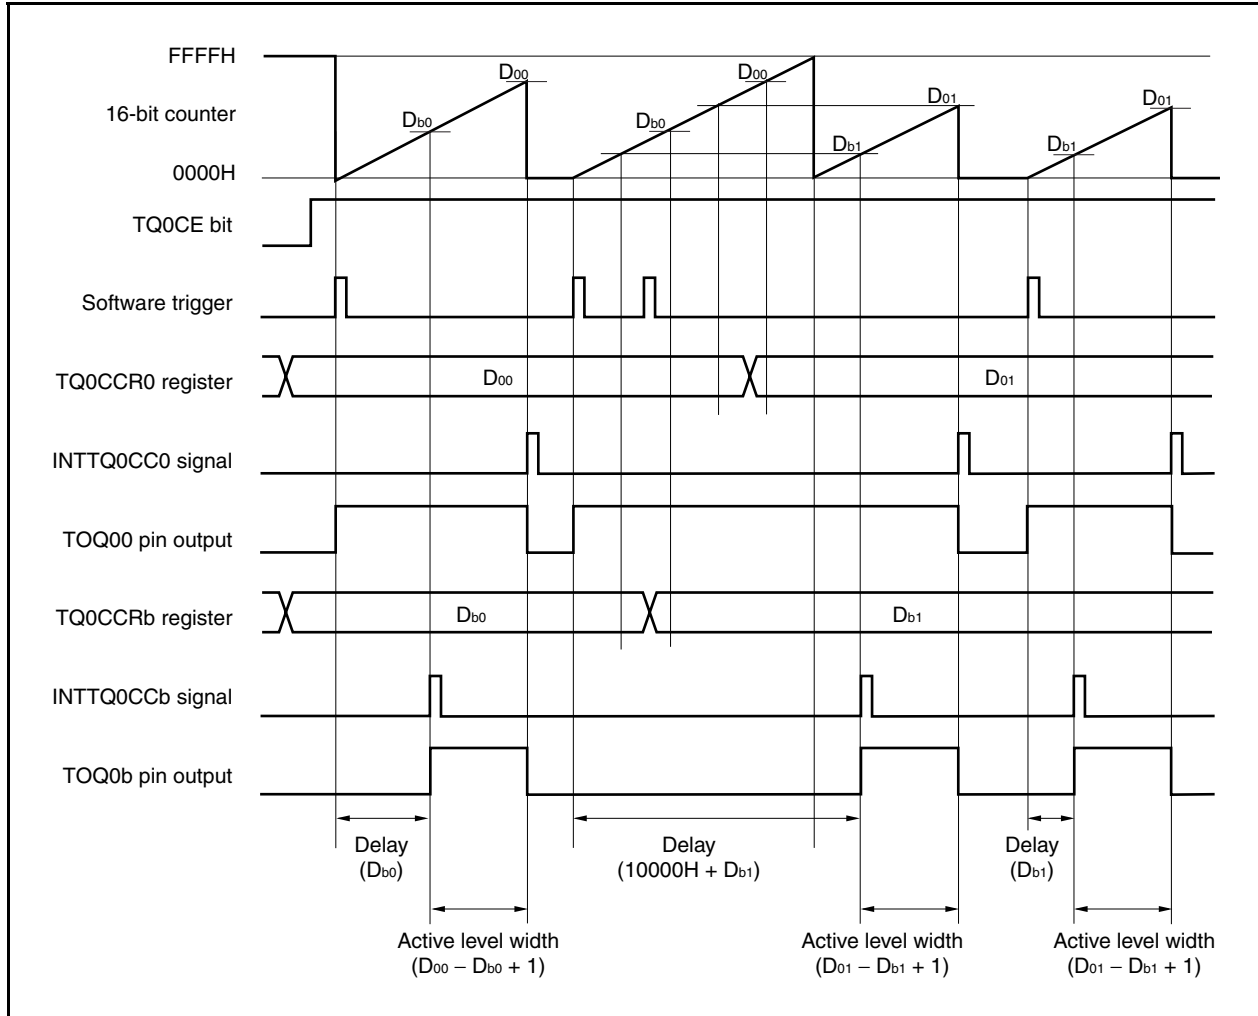 FFFFH
16-bit counter
0000H
D00
Db0
D00
Db0
D01
Db1
D01
Db1
TQ0CE bit
Software trigger
TQ0CCR0 register
D00
D01
INTTQ0CC0 signal
TOQ00 pin output
TQ0CCRb register
Db0
Db1
INTTQ0CCb signal
TOQ0b pin output
Delay
(Db0)
Delay
(10000H + Db1)
Delay
(Db1)
Active level width
(D00 − Db0 + 1)
Active level width
(D01 − Db1 + 1)
Active level width
(D01 − Db1 + 1)